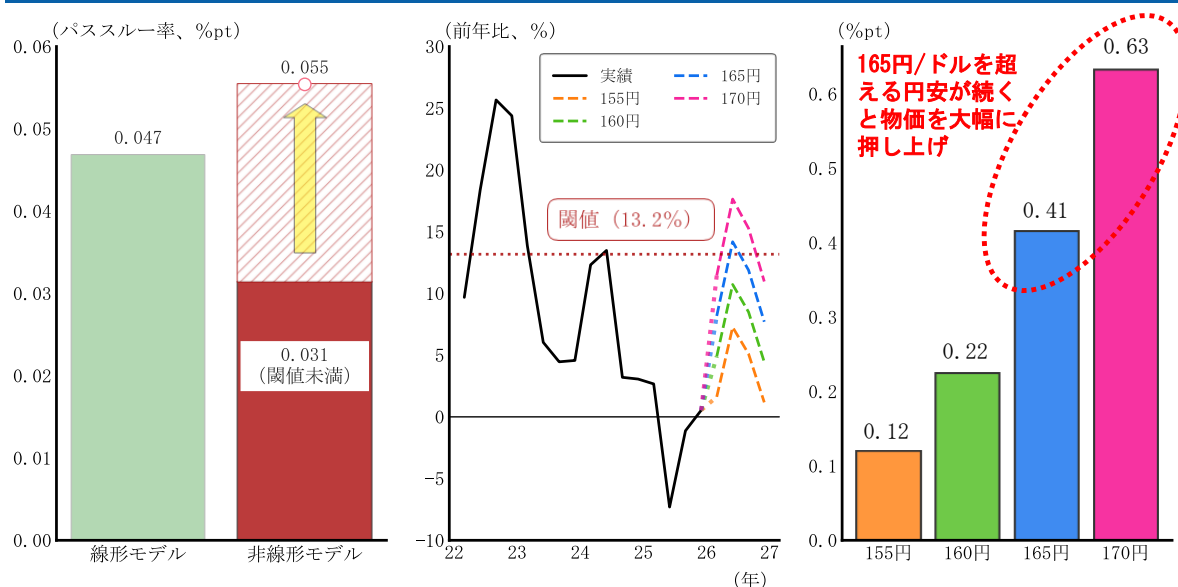 (パススルー率、%pt)
0.06
0.05
0.04
0.03
0.02
0.01
0.00
0.047
0.055
0.031
(閾値未満)
線形モデル
非線形モデル
(前年比、%)
30
25
20
15
10
5
0
−5
−10
実績
155円
160円
165円
170円
閾値 (13.2%)
22
23
24
25
26
27
(年)
(%pt)
0.6
0.5
0.4
0.3
0.2
0.1
0.0
165円/ドルを超
える円安が続く
と物価を大幅に
押し上げ
0.12
0.22
0.41
0.63
155円
160円
165円
170円